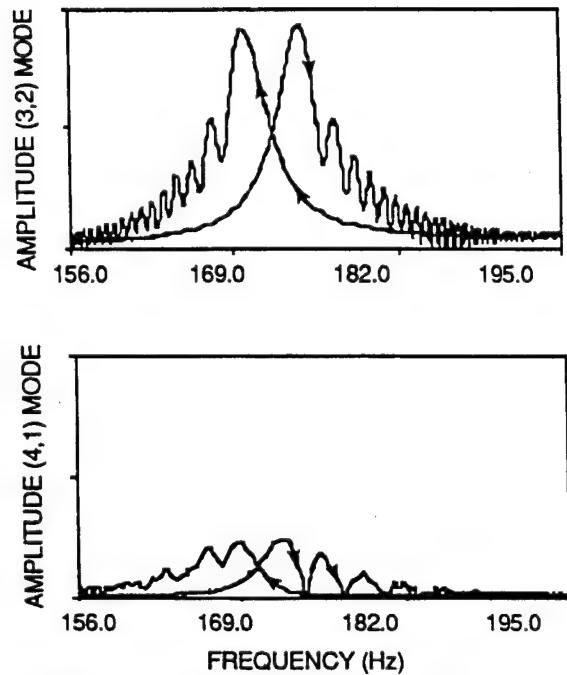 AMPLITUDE (3,2) MODE
156.0 169.0 182.0 195.0
AMPLITUDE (4,1) MODE
156.0 169.0 182.0 195.0
FREQUENCY (Hz)